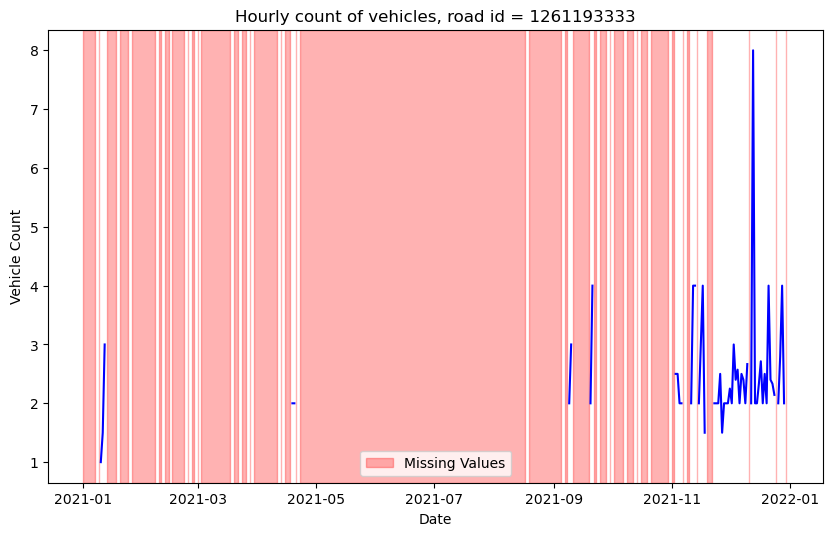 Hourly count of vehicles, road id = 1261193333
8
7
6
5
4
3
2
1
Vehicle Count
Missing Values
2021-01 2021-03 2021-05 2021-07 2021-09 2021-11 2022-01
Date